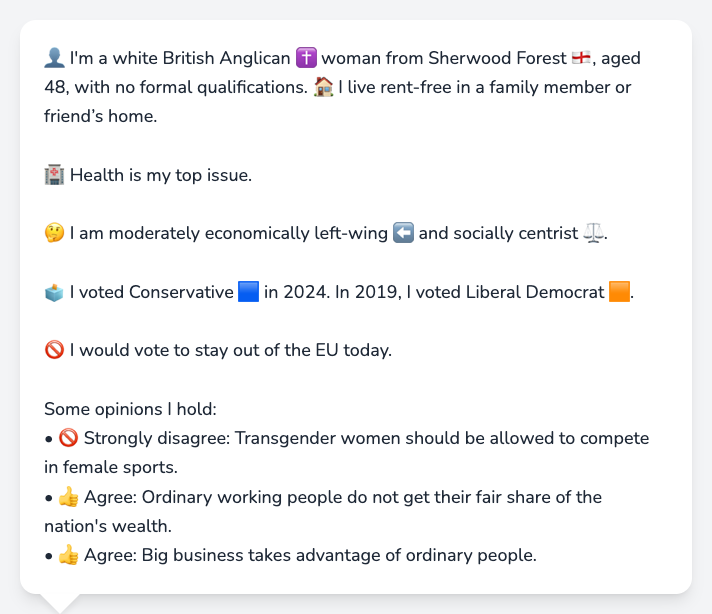 👤 I'm a white British Anglican ✝️ woman from Sherwood Forest 🏴󠁧󠁢󠁥󠁮󠁧󠁿, aged
48, with no formal qualifications. 🏠 I live rent-free in a family member or
friend’s home.
🏥 Health is my top issue.
🤔 I am moderately economically left-wing ⬅️ and socially centrist ⚖️.
🗳️ I voted Conservative 🟦 in 2024. In 2019, I voted Liberal Democrat 🟧.
🚫 I would vote to stay out of the EU today.
Some opinions I hold:
• 🚫 Strongly disagree: Transgender women should be allowed to compete
in female sports.
• 👍 Agree: Ordinary working people do not get their fair share of the
nation's wealth.
• 👍 Agree: Big business takes advantage of ordinary people.